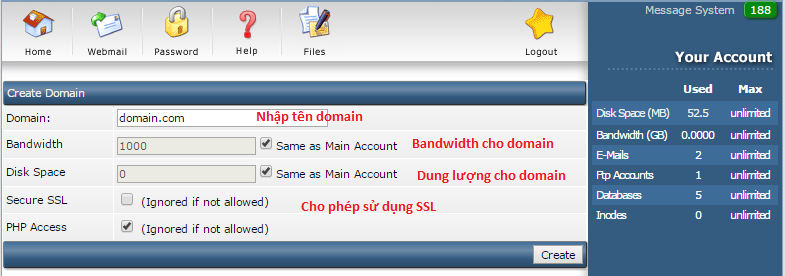 Home Webmail Password Help Files Logout
Message System 188
Your Account
Used Max
Disk Space (MB) 52.5 unlimited
Bandwidth (GB) 0.0000 unlimited
E-Mails 2 unlimited
Ftp Accounts 1 unlimited
Databases 5 unlimited
Inodes 0 unlimited
Create Domain
Domain: domain.com Nhập tên domain
Bandwidth 1000 Same as Main Account Bandwidth cho domain
Disk Space 0 Same as Main Account Dung lượng cho domain
Secure SSL (Ignored if not allowed) Cho phép sử dụng SSL
PHP Access (Ignored if not allowed)
Create